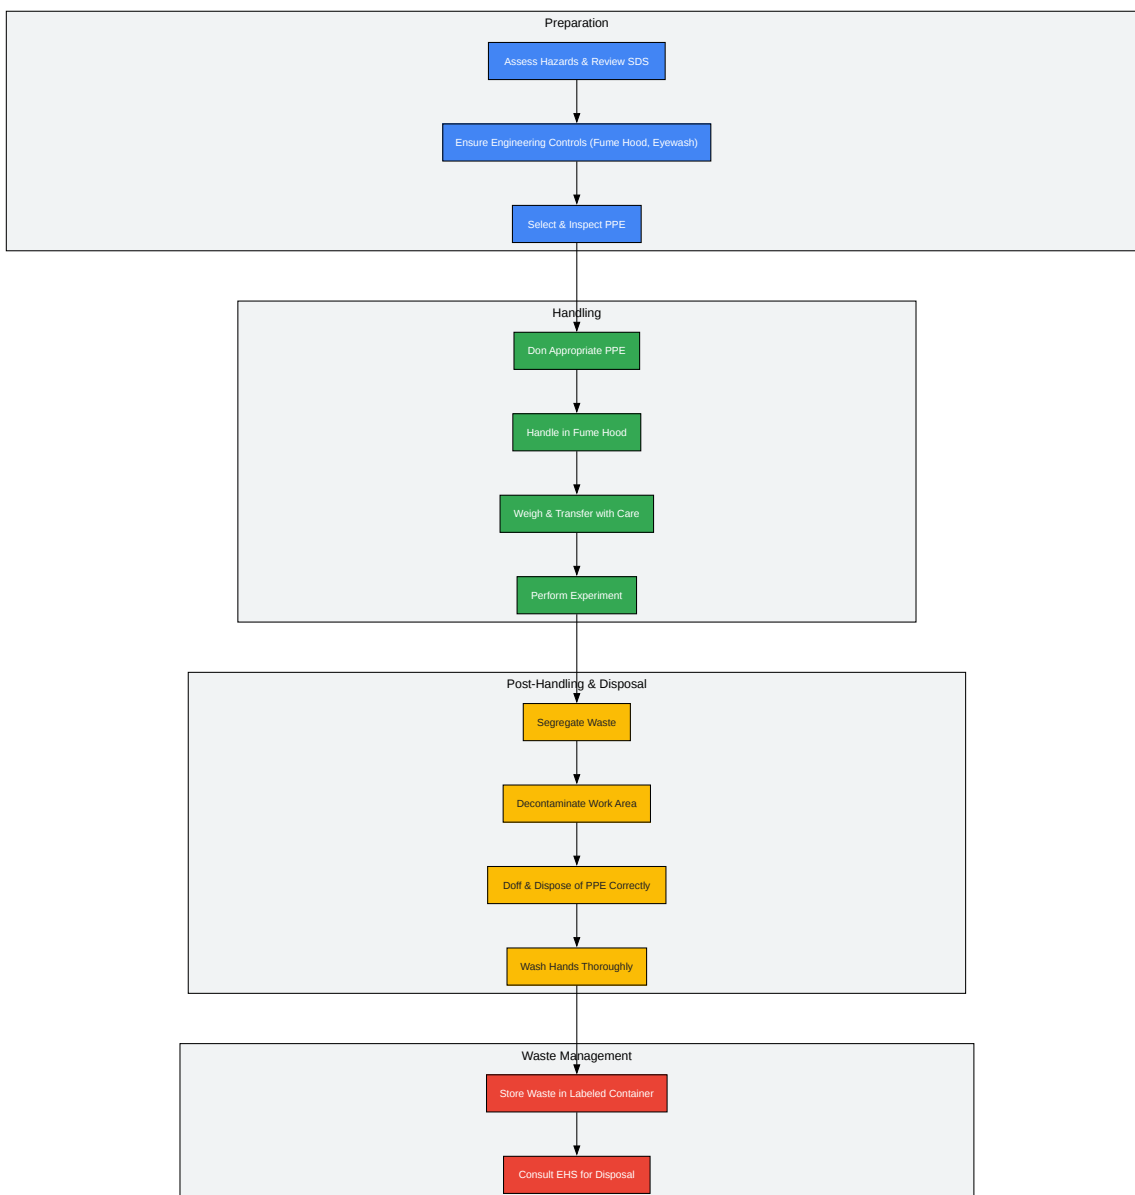 Preparation
Assess Hazards & Review SDS
Ensure Engineering Controls (Fume Hood, Eyewash)
Select & Inspect PPE
Handling
Don Appropriate PPE
Handle in Fume Hood
Weigh & Transfer with Care
Perform Experiment
Post-Handling & Disposal
Segregate Waste
Decontaminate Work Area
Doff & Dispose of PPE Correctly
Wash Hands Thoroughly
Waste Management
Store Waste in Labeled Container
Consult EHS for Disposal